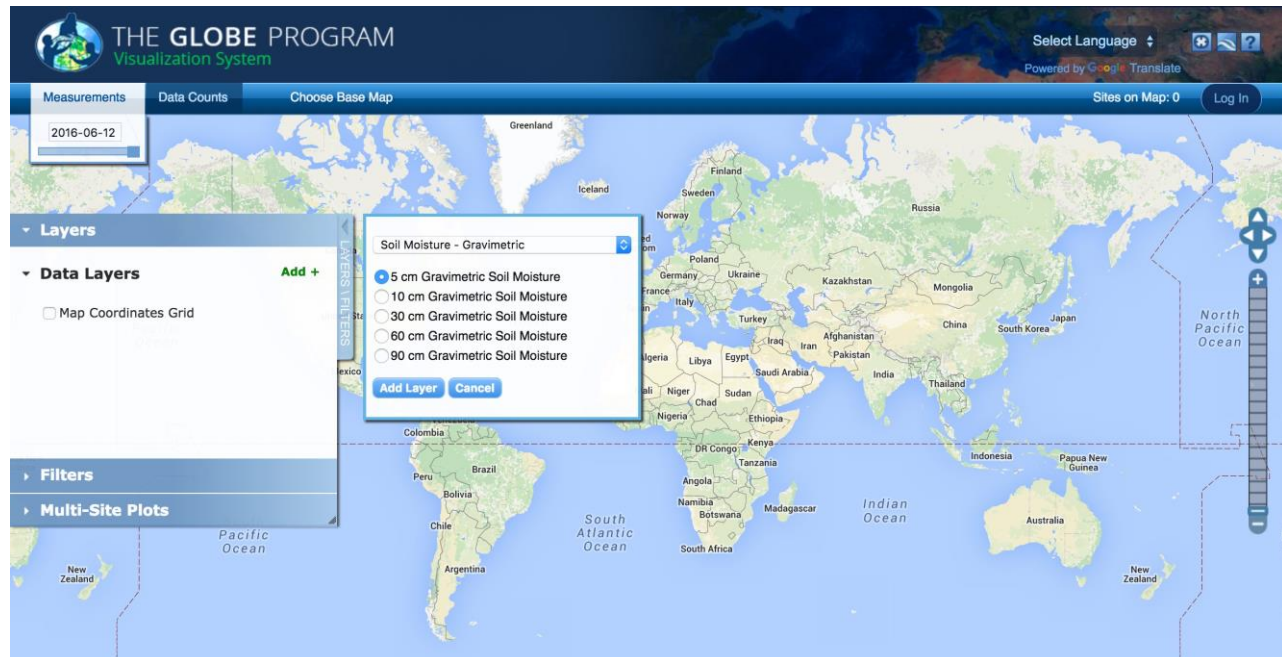 THE GLOBE PROGRAM
Visualization System
Select Language
Powered by Google Translate
Measurements
Data Counts
Choose Base Map
Sites on Map: 0
Log In
2016-06-12
Layers
Data Layers
Add +
Map Coordinates Grid
Filters
Multi-Site Plots
LAYERS \ FILTERS
Soil Moisture - Gravimetric
5 cm Gravimetric Soil Moisture
10 cm Gravimetric Soil Moisture
30 cm Gravimetric Soil Moisture
60 cm Gravimetric Soil Moisture
90 cm Gravimetric Soil Moisture
Add Layer
Cancel
Greenland
Iceland
Finland
Sweden
Norway
Russia
Poland
Germany
Ukraine
France
Kazakhstan
Mongolia
Italy
Turkey
China
South Korea
Japan
North
Pacific
Ocean
Iraq
Iran
Afghanistan
Pakistan
Algeria
Libya
Egypt
Saudi Arabia
India
Thailand
Mexico
Mali
Niger
Chad
Sudan
Nigeria
Ethiopia
Venezuela
Colombia
DR Congo
Kenya
Tanzania
Indonesia
Papua New
Guinea
Peru
Brazil
Angola
Bolivia
Namibia
Botswana
Madagascar
Indian
Ocean
Australia
Chile
South
Atlantic
Ocean
South Africa
Pacific
Ocean
Argentina
New
Zealand
New
Zealand